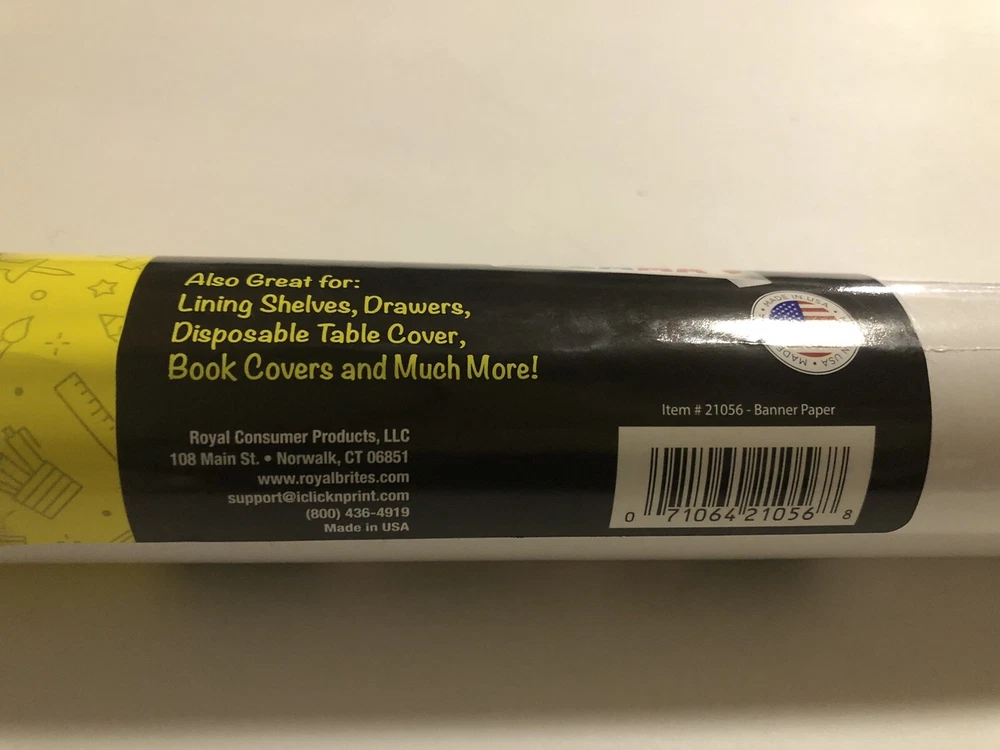 Also Great for:
Lining Shelves, Drawers,
Disposable Table Cover,
Book Covers and Much More!
Royal Consumer Products, LLC
108 Main St. • Norwalk, CT 06851
www.royalbrites.com
support@iclicknprint.com
(800) 436-4919
Made in USA
MADE IN USA
Item # 21056 - Banner Paper
0 71064 21056 8